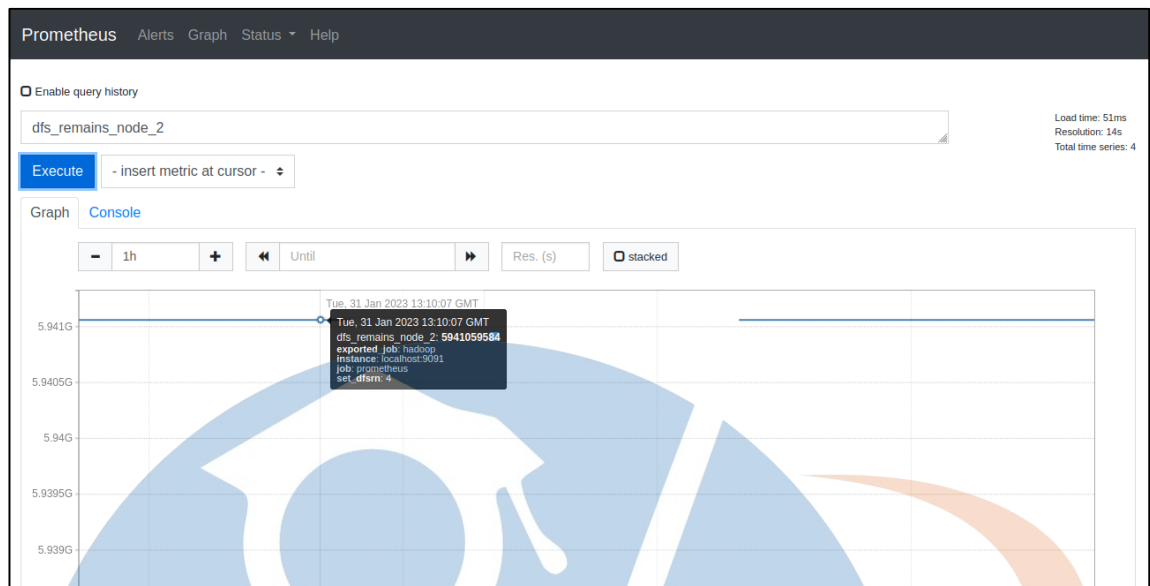 Prometheus Alerts Graph Status Help
Enable query history
dfs_remains_node_2
Load time: 51ms
Resolution: 14s
Total time series: 4
Execute - insert metric at cursor -
Graph Console
- 1h + Until Res. (s) stacked
Tue, 31 Jan 2023 13:10:07 GMT
Tue, 31 Jan 2023 13:10:07 GMT
dfs_remains_node_2: 5941059584
exported_job: hadoop
instance: localhost:9091
job: prometheus
set_dfsrn: 4
5.941G
5.9405G
5.94G
5.9395G
5.939G